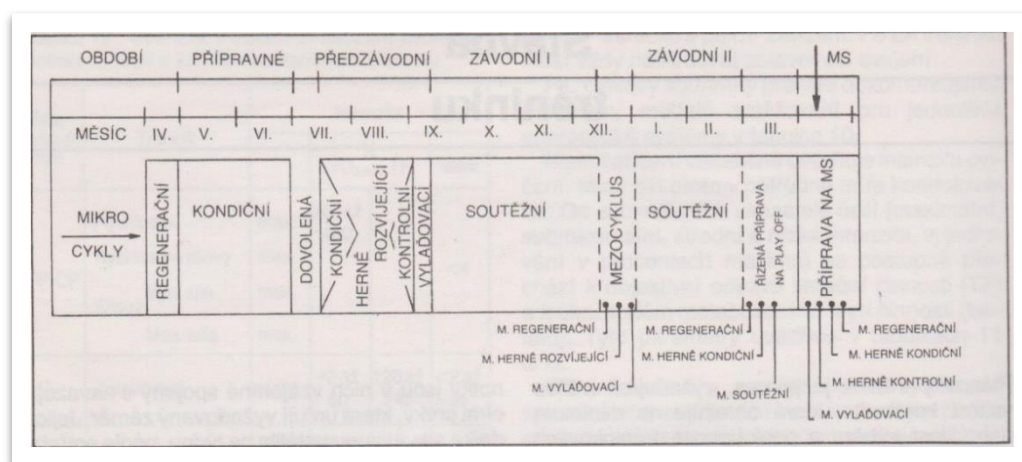 OBDOBÍ PŘÍPRAVNÉ PŘEDZÁVODNÍ ZÁVODNÍ ZÁVODNÍ II MS
MĚSÍC IV. V. VI. VII. VIII. IX. X. XI. XII. II. III.
MIKRO CYKLY
REGENERAČNÍ
KONDIČNÍ
DOVOLENÁ
KONDIČNÍ
HERNĚ
ROZVÍJEJÍCÍ
KONTROLNÍ
VYLAĎOVACÍ
SOUTĚŽNÍ
MEZOCYKLUS
SOUTĚŽNÍ
ŘÍZENÁ PŘÍPRAVA
NA PLAY OFF
PŘÍPRAVA NA MS
M. REGENERAČNÍ
M. HERNĚ ROZVÍJEJÍCÍ
M. VYLAĎOVACÍ
M. REGENERAČNÍ
M. HERNĚ KONDIČNÍ
M. SOUTĚŽNÍ
M. REGENERAČNÍ
M. HERNĚ KONDIČNÍ
M. HERNĚ KONTROLNÍ
M. VYLAĎOVACÍ